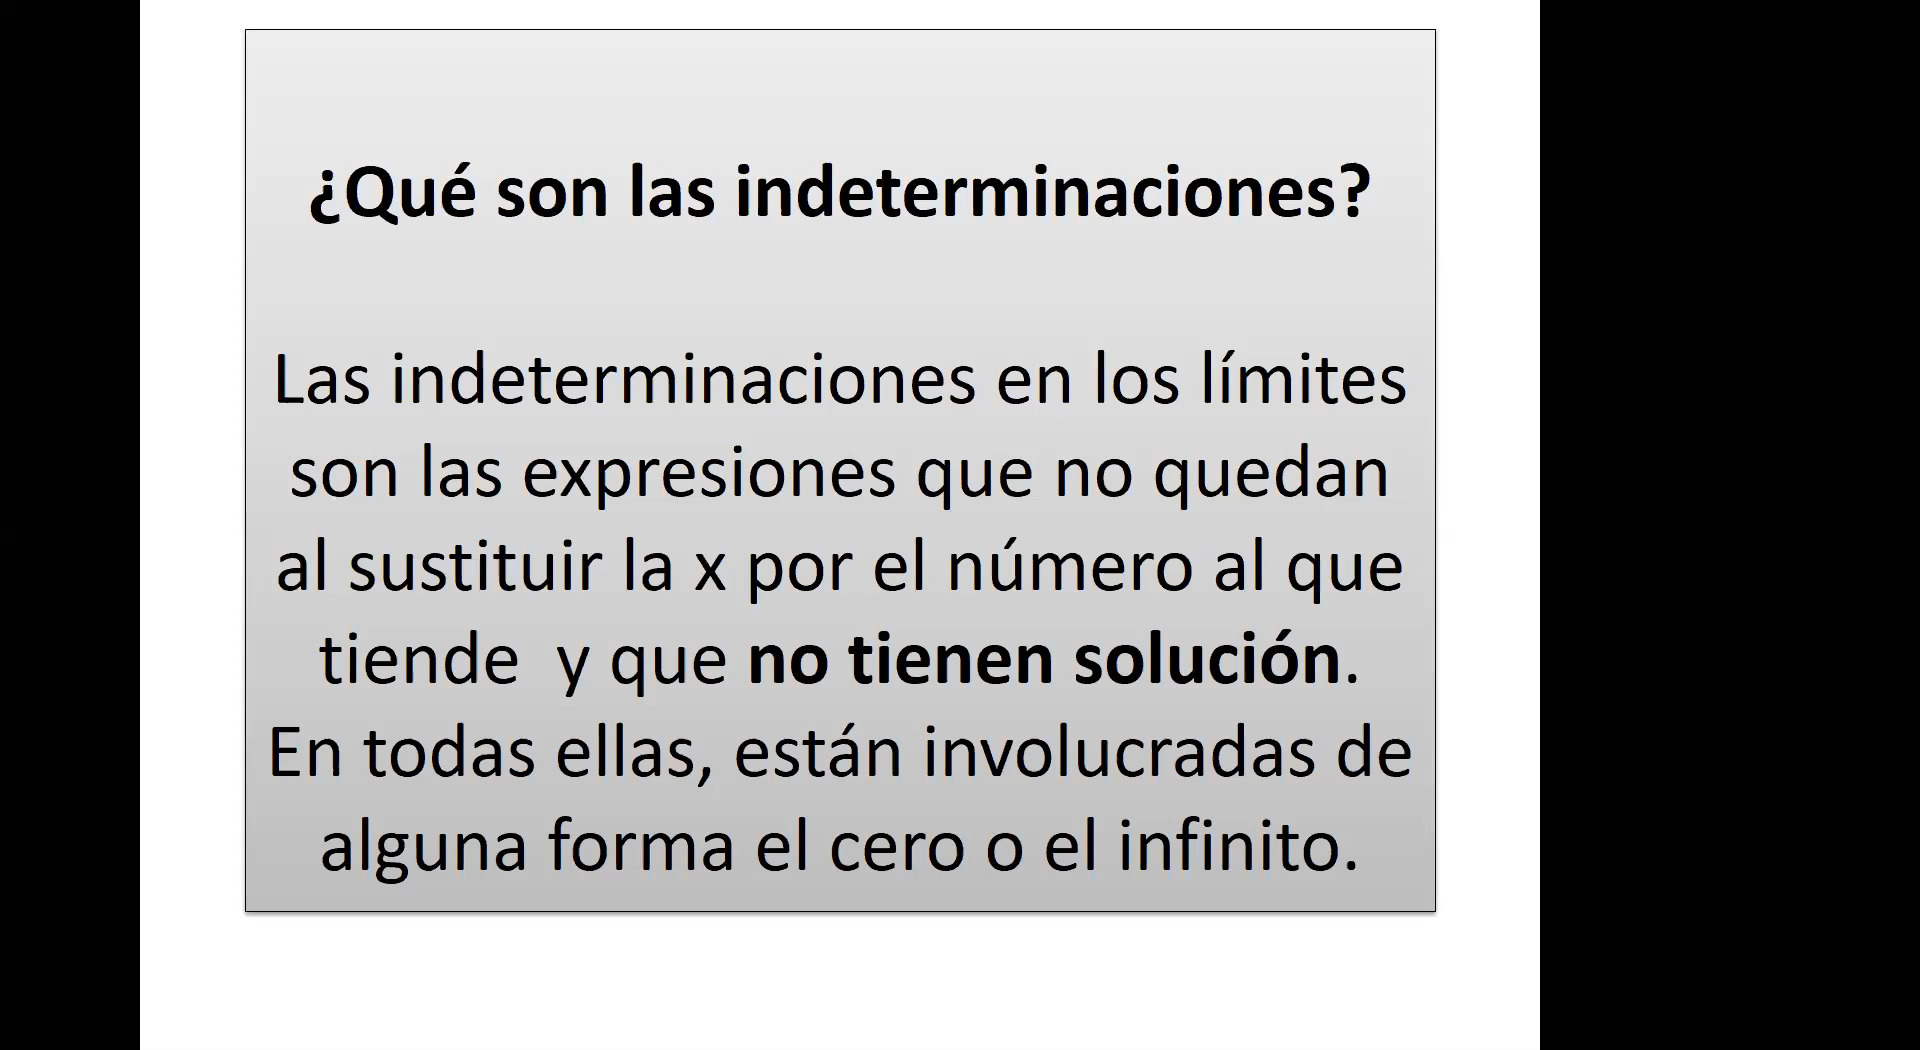 ¿Qué son las indeterminaciones?
Las indeterminaciones en los límites
son las expresiones que no quedan
al sustituir la x por el número al que
tiende  y que no tienen solución.
En todas ellas, están involucradas de
alguna forma el cero o el infinito.